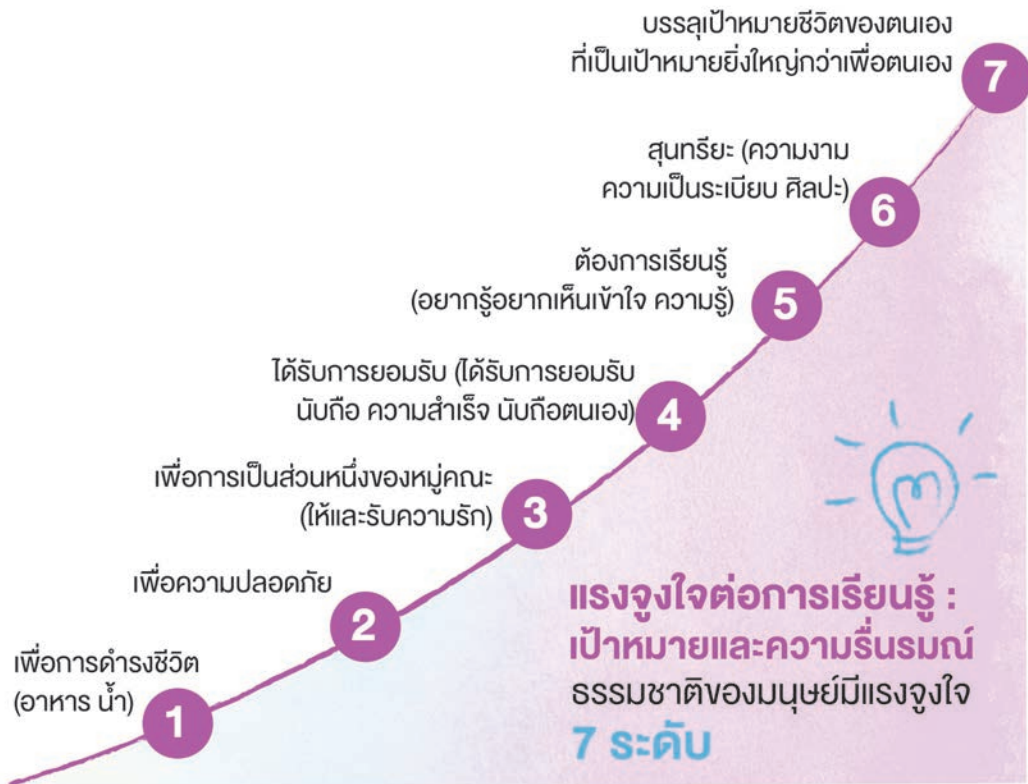 บรรลุเป้าหมายชีวิตของตนเอง
ที่เป็นเป้าหมายยิ่งใหญ่กว่าเพื่อตนเอง
7
สุนทรียะ (ความงาม
ความเป็นระเบียบ ศิลปะ)
6
ต้องการเรียนรู้
(อยากรู้อยากเห็นเข้าใจ ความรู้)
5
ได้รับการยอมรับ (ได้รับการยอมรับ
นับถือ ความสำเร็จ นับถือตนเอง)
4
เพื่อการเป็นส่วนหนึ่งของหมู่คณะ
(ให้และรับความรัก)
3
เพื่อความปลอดภัย
2
เพื่อการดำรงชีวิต
(อาหาร น้ำ)
1
แรงจูงใจต่อการเรียนรู้ :
เป้าหมายและความรื่นรมณ์
ธรรมชาติของมนุษย์มีแรงจูงใจ
7 ระดับ